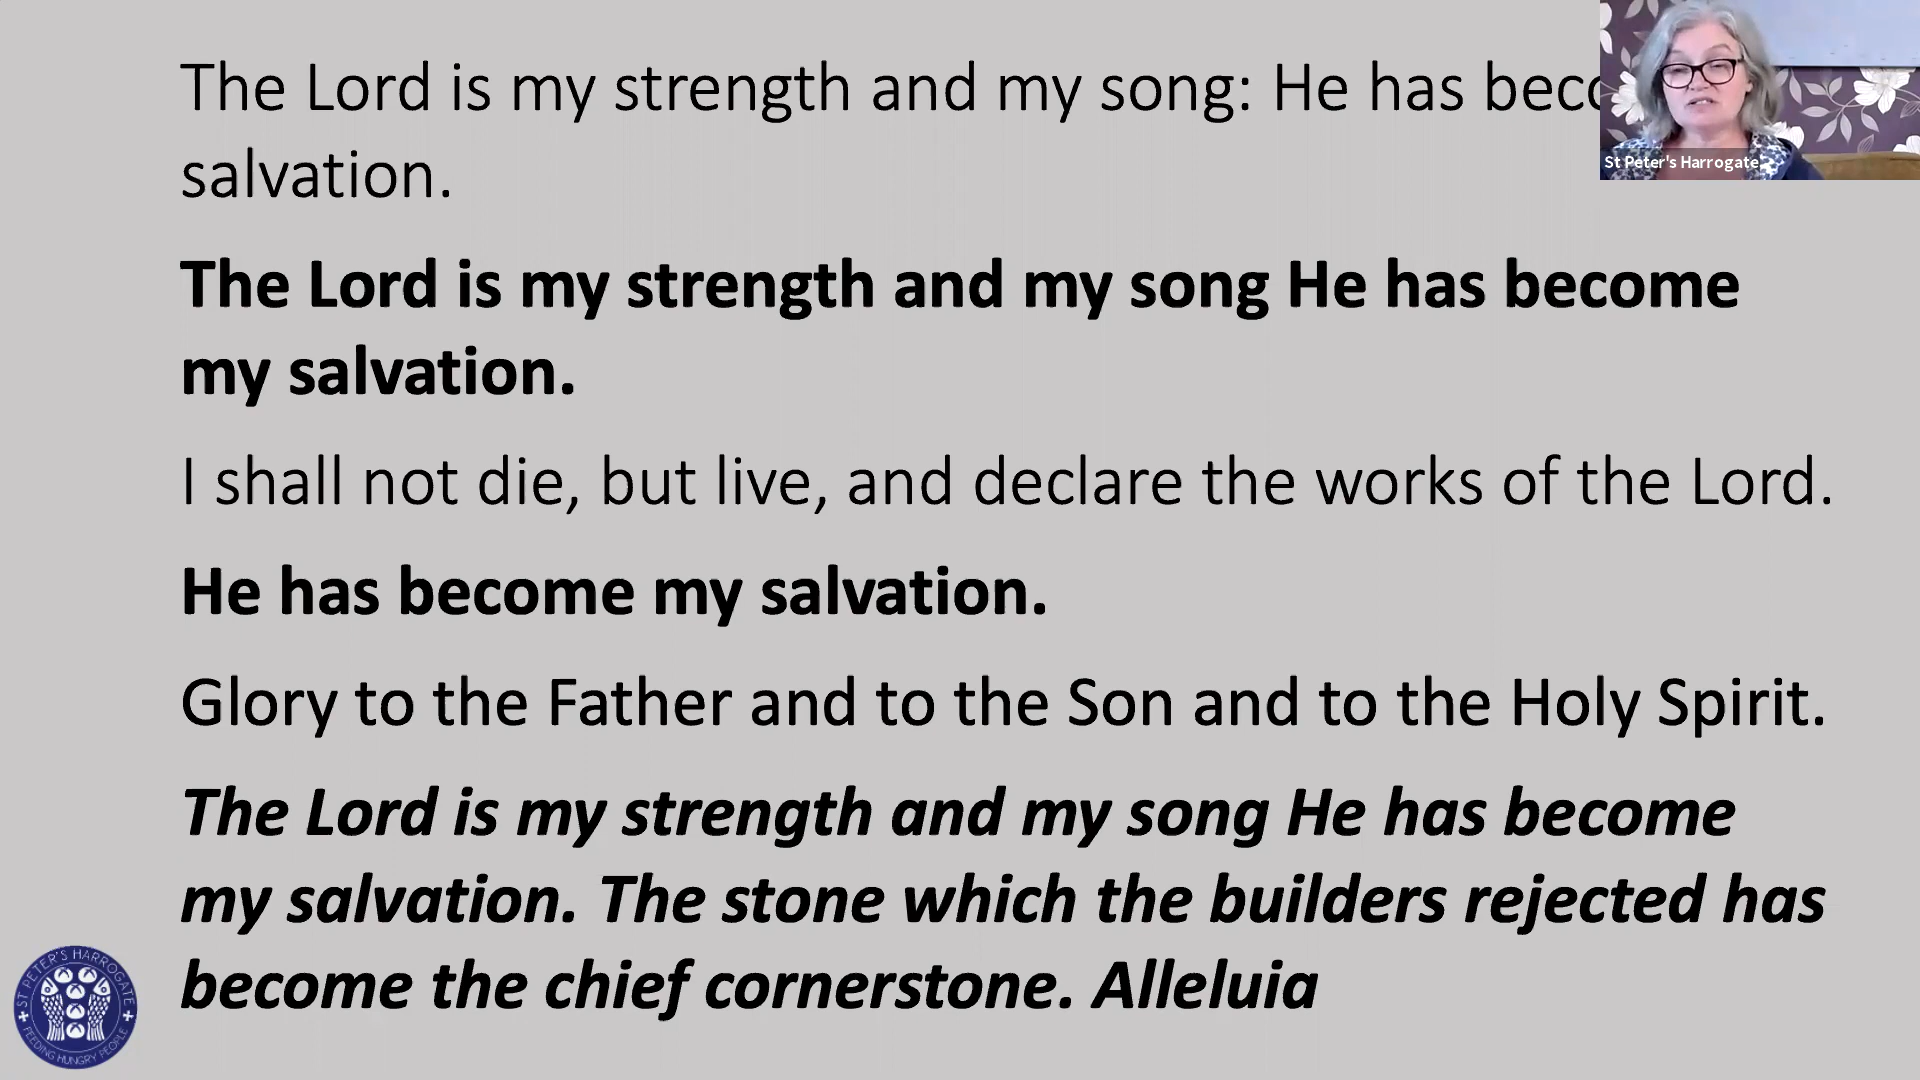 The Lord is my strength and my song: He has
salvation.
The Lord is my strength and my song He has become
my salvation.
I shall not die, but live, and declare the works of the Lord.
He has become my salvation.
Glory to the Father and to the Son and to the Holy Spirit.
The Lord is my strength and my song He has become
my salvation. The stone which the builders rejected has
become the chief cornerstone. Alleluia
St Peter's Harrogate
ST PETER'S HARROGATE
FEEDING HUNGRY PEOPLE